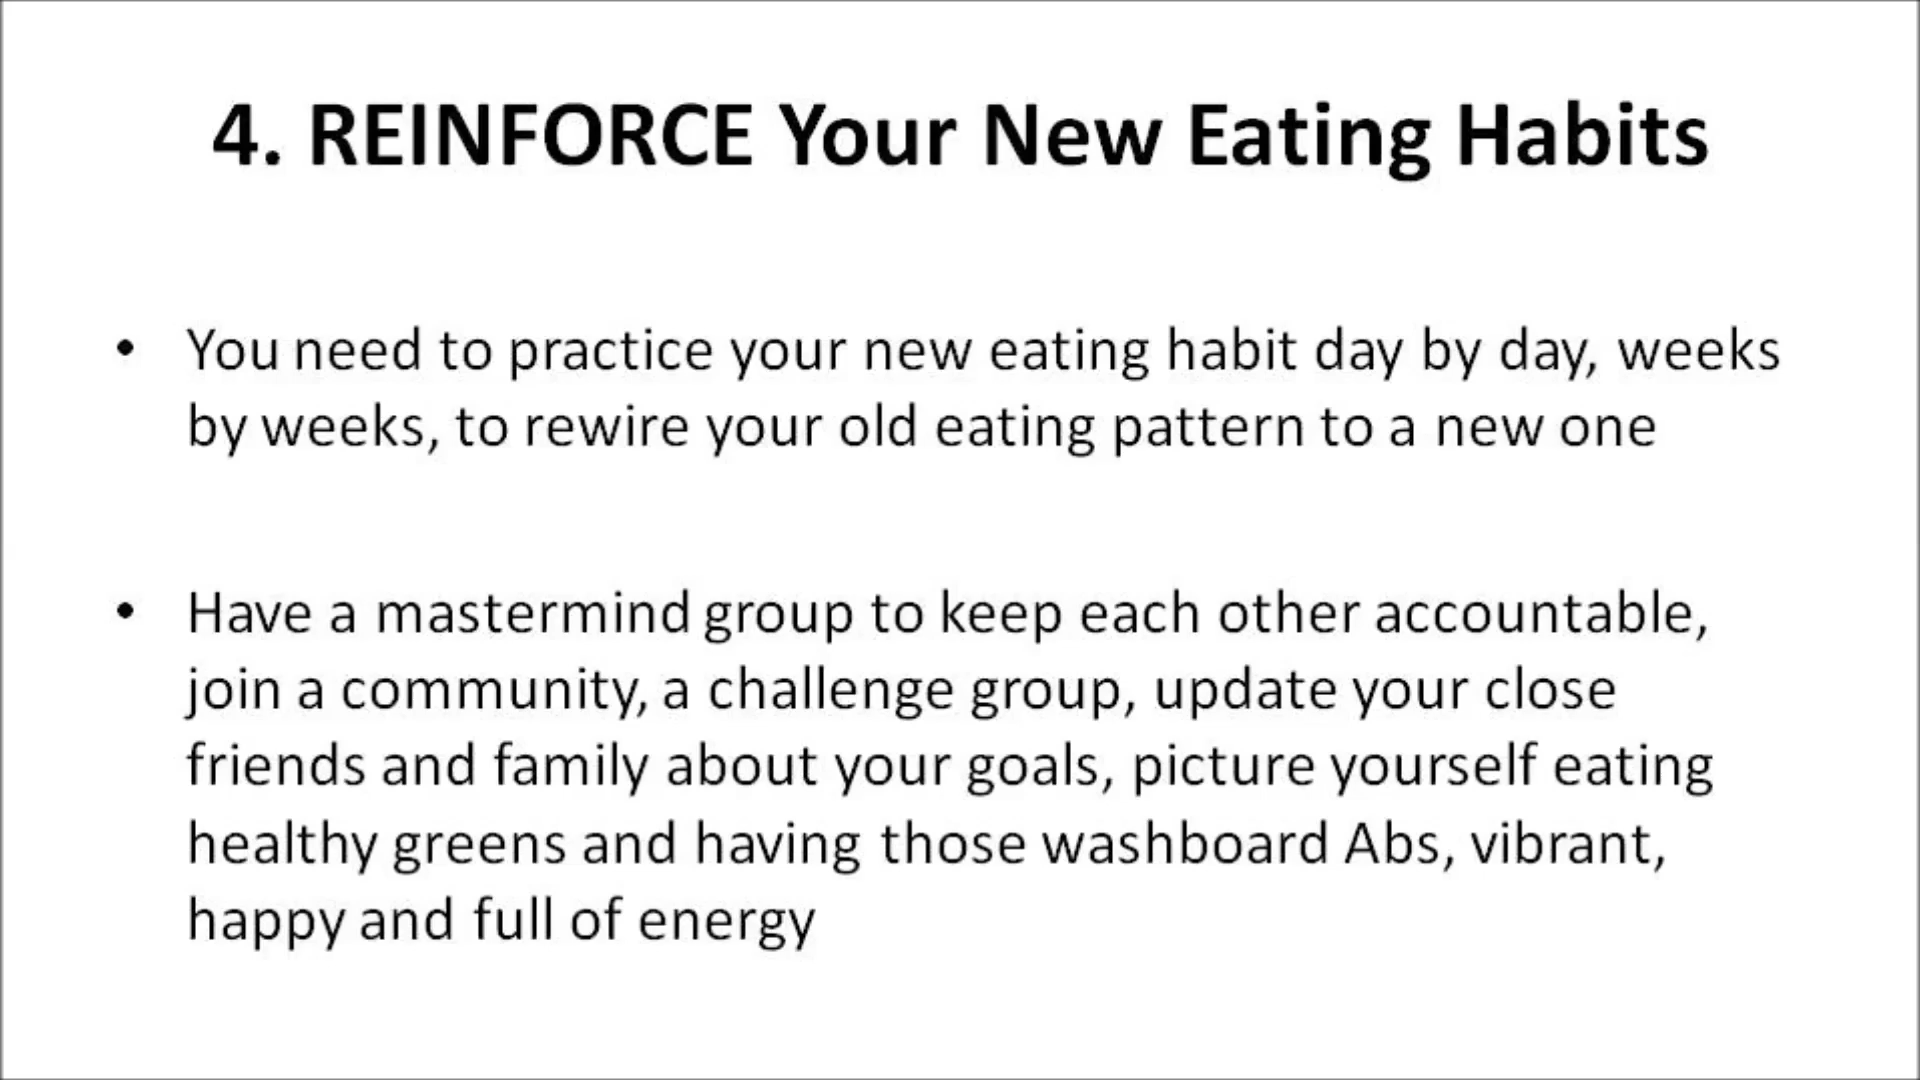 4. REINFORCE Your New Eating Habits
• You need to practice your new eating habit day by day, weeks
by weeks, to rewire your old eating pattern to a new one
• Have a mastermind group to keep each other accountable,
join a community, a challenge group, update your close
friends and family about your goals, picture yourself eating
healthy greens and having those washboard Abs, vibrant,
happy and full of energy